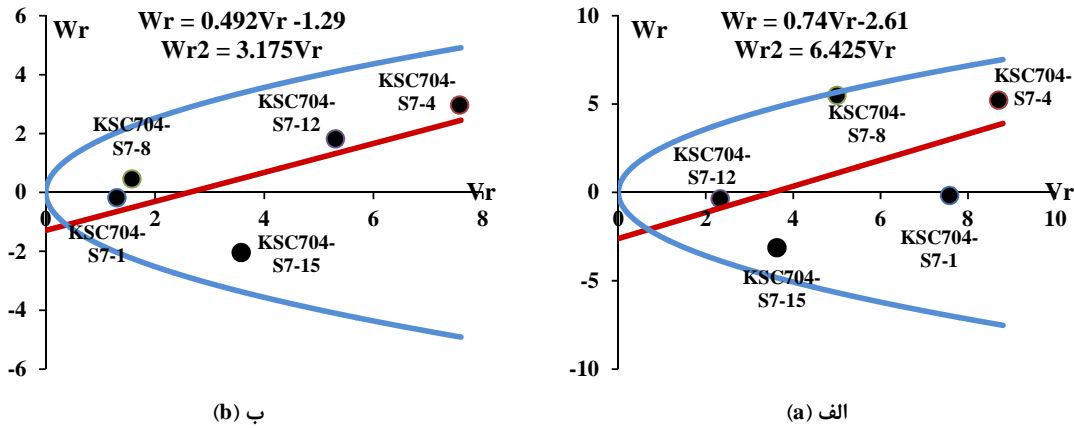 Wr = 0.492Vr -1.29
Wr2 = 3.175Vr
Wr
6
4
2
0
-2
-4
-6
0
2
4
6
8
Vr
KSC704-
S7-4
KSC704-
S7-12
KSC704-
S7-8
KSC704-
S7-1
KSC704-
S7-15
ب (b)
Wr = 0.74Vr-2.61
Wr2 = 6.425Vr
Wr
10
5
0
-5
-10
0
2
4
6
8
10
Vr
KSC704-
S7-4
KSC704-
S7-8
KSC704-
S7-12
KSC704-
S7-1
KSC704-
S7-15
الف (a)